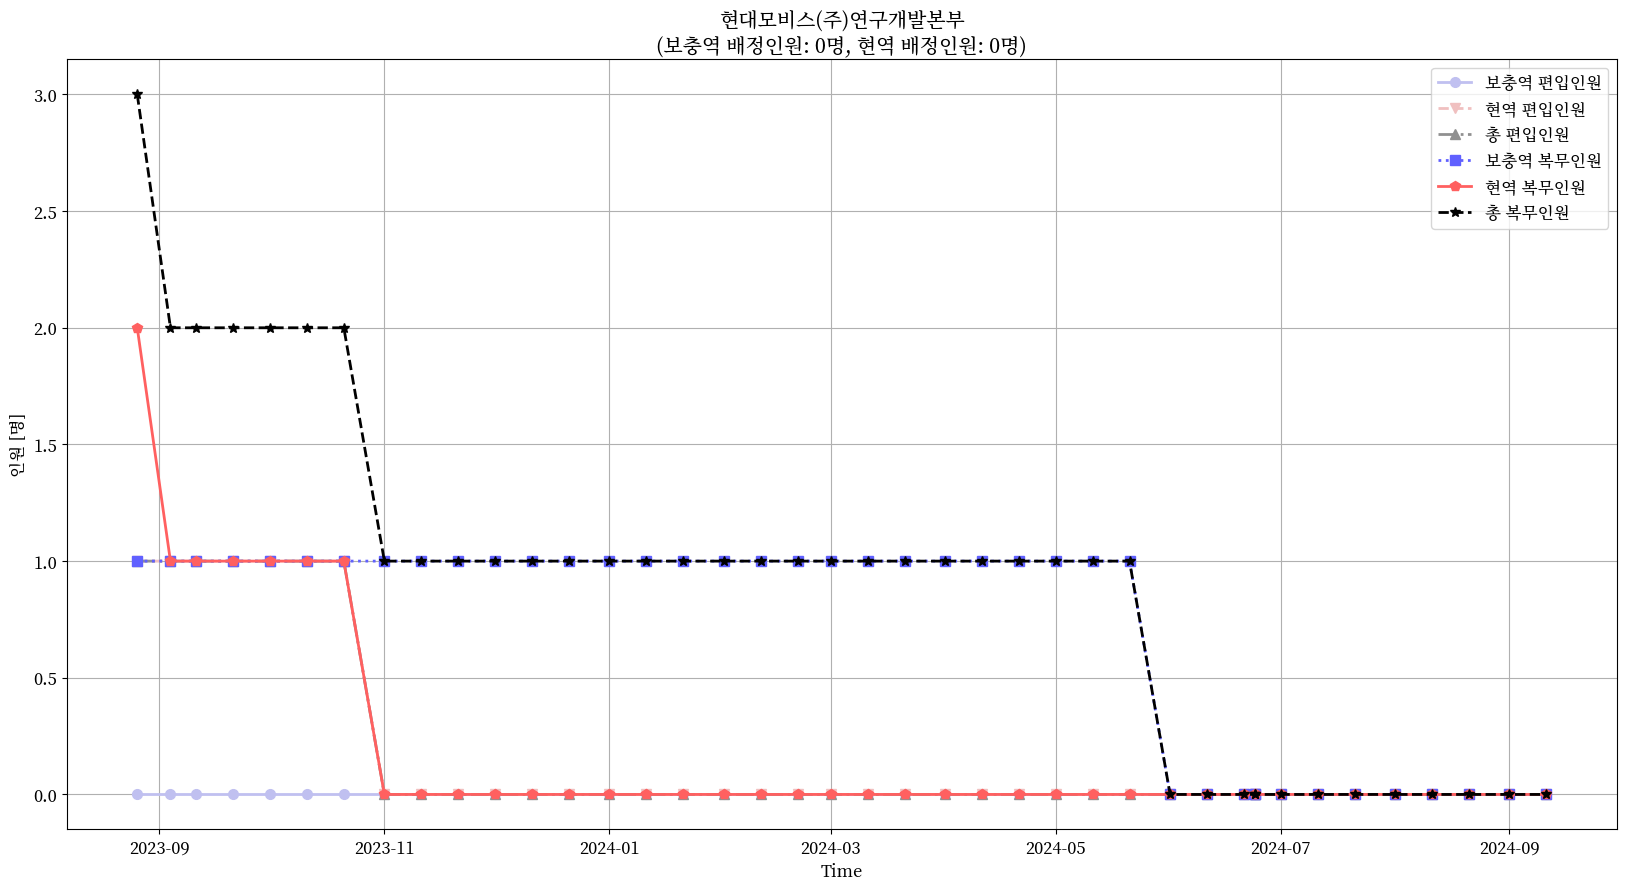 현대모비스(주)연구개발본부
(보충역 배정인원: 0명, 현역 배정인원: 0명)
보충역 편입인원
현역 편입인원
총 편입인원
보충역 복무인원
현역 복무인원
총 복무인원
인원 [명]
3.0
2.5
2.0
1.5
1.0
0.5
0.0
2023-09
2023-11
2024-01
2024-03
2024-05
2024-07
2024-09
Time